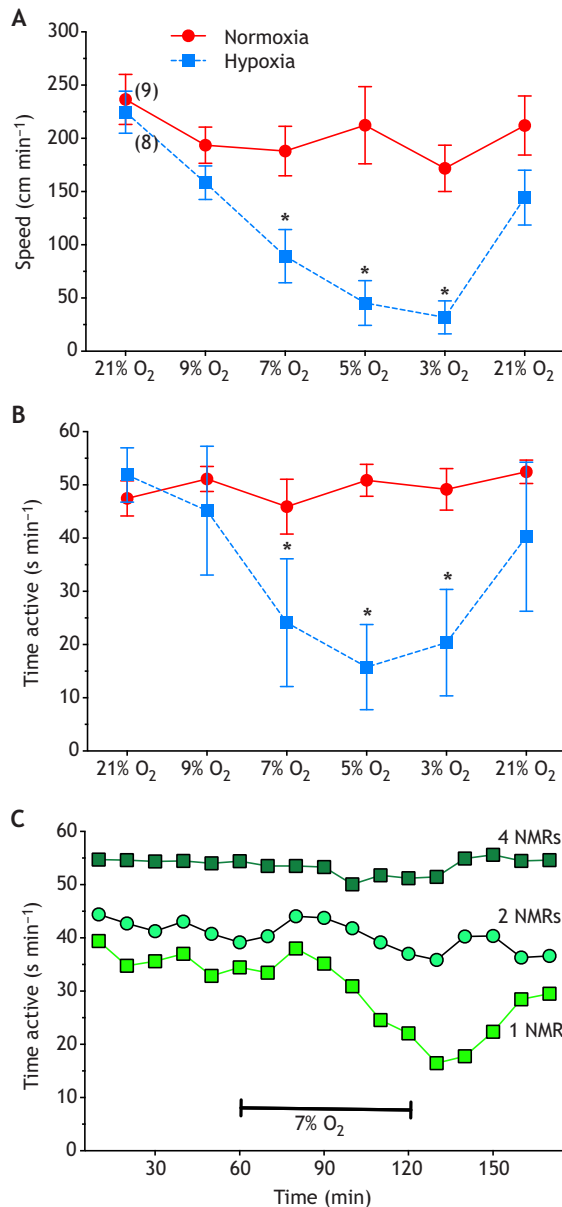 A
Normoxia
Hypoxia
300
250
200
150
100
50
0
Speed (cm min⁻¹)
(9)
(8)
*
*
*
21% O₂ 9% O₂ 7% O₂ 5% O₂ 3% O₂ 21% O₂
B
60
50
40
30
20
10
0
Time active (s min⁻¹)
*
*
*
21% O₂ 9% O₂ 7% O₂ 5% O₂ 3% O₂ 21% O₂
C
60
50
40
30
20
10
0
Time active (s min⁻¹)
4 NMRs
2 NMRs
1 NMR
7% O₂
30 60 90 120 150
Time (min)